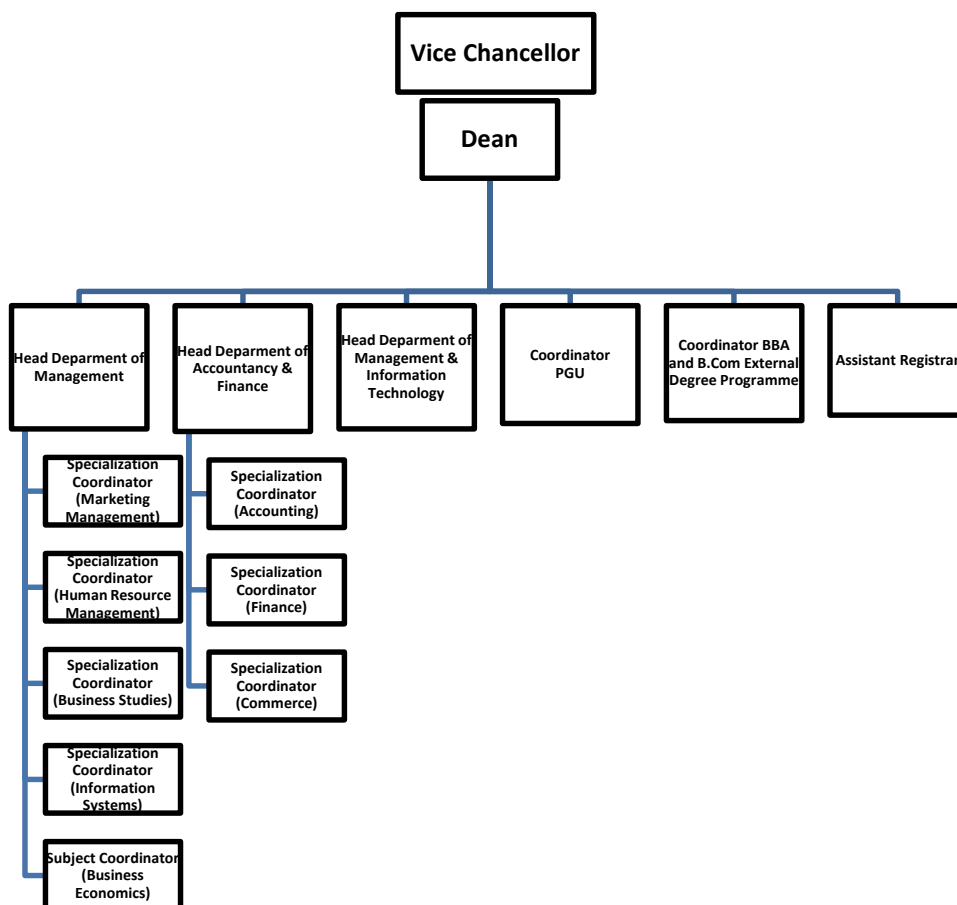 Vice Chancellor
Dean
Head Deparment of
Management
Head Deparment of
Accountancy &
Finance
Head Deparment of
Management &
Information
Technology
Coordinator
PGU
Coordinator BBA
and B.Com External
Degree Programme
Assistant Registrar
Specialization
Coordinator
(Marketing
Management)
Specialization
Coordinator
(Human Resource
Management)
Specialization
Coordinator
(Business Studies)
Specialization
Coordinator
(Information
Systems)
Subject Coordinator
(Business
Economics)
Specialization
Coordinator
(Accounting)
Specialization
Coordinator
(Finance)
Specialization
Coordinator
(Commerce)